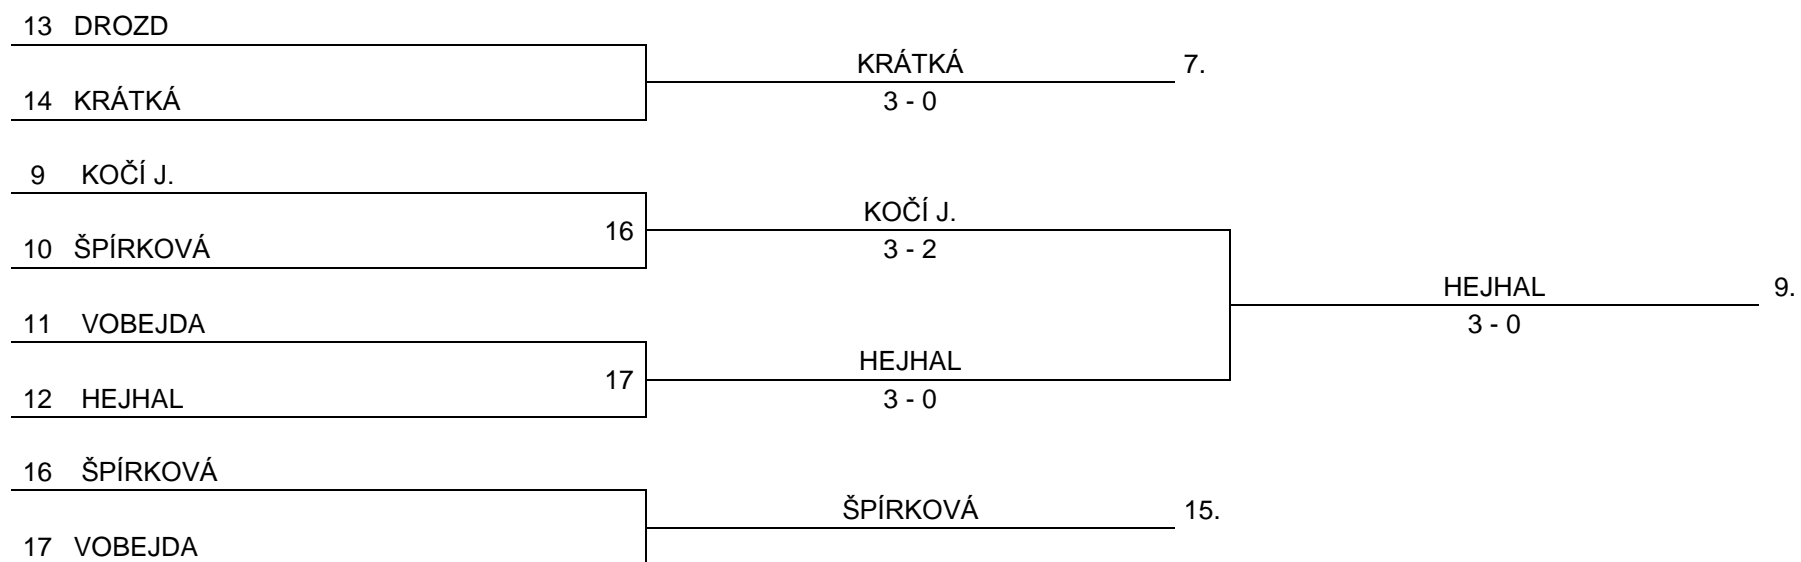 13 DROZD
KRÁTKÁ 7.
14 KRÁTKÁ
3 - 0
9 KOČÍ J.
KOČÍ J.
16
10 ŠPÍRKOVÁ
3 - 2
HEJHAL 9.
11 VOBEJDA
3 - 0
HEJHAL
17
12 HEJHAL
3 - 0
16 ŠPÍRKOVÁ
ŠPÍRKOVÁ 15.
17 VOBEJDA